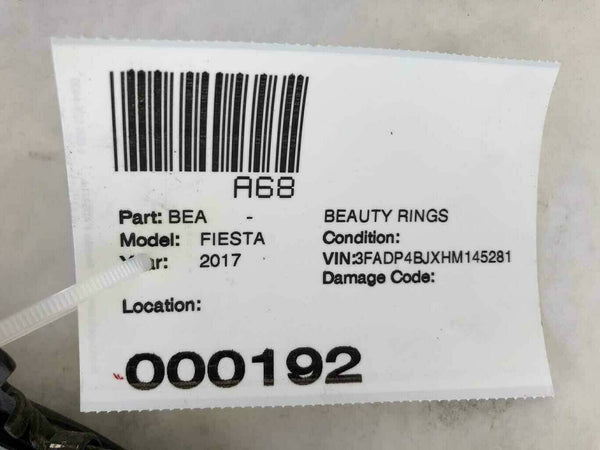 A68
Part: BEA - BEAUTY RINGS
Model: FIESTA Condition:
Year: 2017 VIN:3FADP4BJXHM145281
Damage Code:
Location:
000192